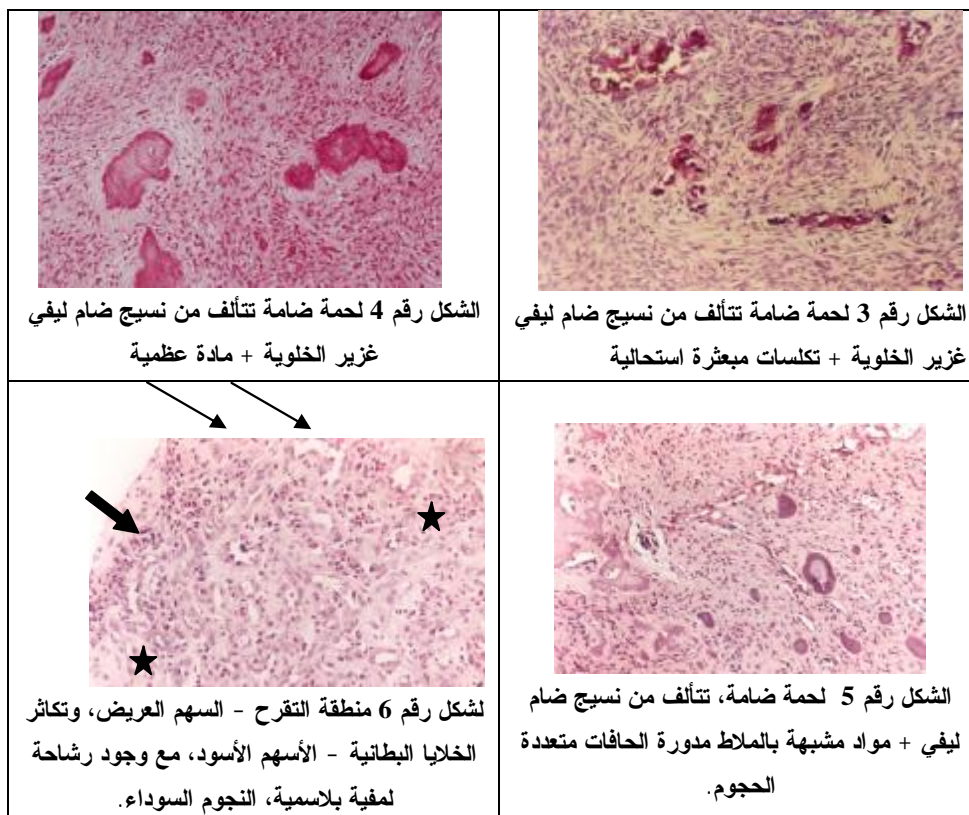 الشكل رقم 3 لحمة ضامة تتألف من نسيج ضام ليفي
غزير الخلوية + تكلسات مبعثرة استحالية
الشكل رقم 4 لحمة ضامة تتألف من نسيج ضام ليفي
غزير الخلوية + مادة عظمية
الشكل رقم 5 لحمة ضامة، تتألف من نسيج ضام
ليفي + مواد مشبهة بالملاط مدورة الحافات متعددة
الحجوم.
لشكل رقم 6 منطقة التقرح - السهم العريض، وتكاثر
الخلايا البطانية - الأسهم الأسود، مع وجود رشاحة
لمفية بلاسمية، النجوم السوداء.